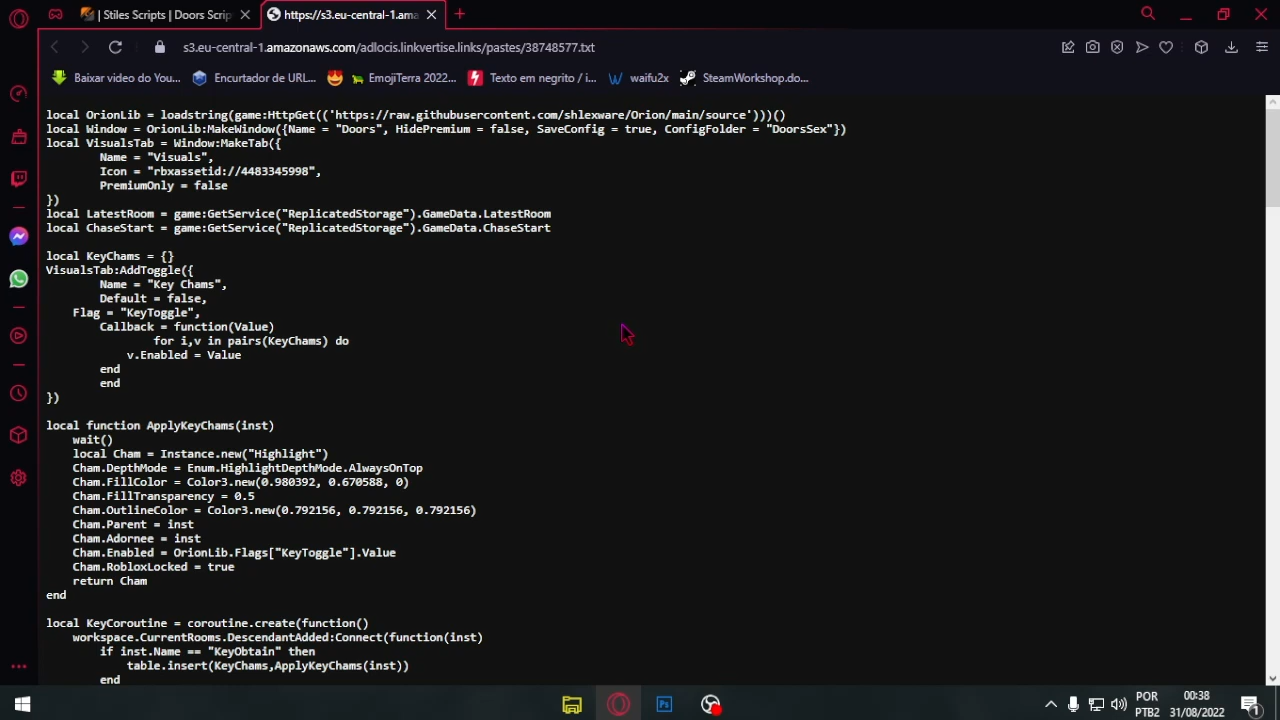 | Stiles Scripts | Doors Scrip
https://s3.eu-central-1.ama
s3.eu-central-1.amazonaws.com/adlocis.linkvertise.links/pastes/38748577.txt
Baixar video do You...
Encurtador de URL...
EmojiTerra 2022...
Texto em negrito / i...
waifu2x
SteamWorkshop.do...
local OrionLib = loadstring(game:HttpGet(('https://raw.githubusercontent.com/shlexware/Orion/main/source')))()
local Window = OrionLib:MakeWindow({Name = "Doors", HidePremium = false, SaveConfig = true, ConfigFolder = "DoorsSex"})
local VisualsTab = Window:MakeTab({
Name = "Visuals",
Icon = "rbxassetid://4483345998",
PremiumOnly = false
})
local LatestRoom = game:GetService("ReplicatedStorage").GameData.LatestRoom
local ChaseStart = game:GetService("ReplicatedStorage").GameData.ChaseStart
local KeyChams = {}
VisualsTab:AddToggle({
Name = "Key Chams",
Default = false,
Flag = "KeyToggle",
Callback = function(Value)
for i,v in pairs(KeyChams) do
v.Enabled = Value
end
end
})
local function ApplyKeyChams(inst)
wait()
local Cham = Instance.new("Highlight")
Cham.DepthMode = Enum.HighlightDepthMode.AlwaysOnTop
Cham.FillColor = Color3.new(0.980392, 0.670588, 0)
Cham.FillTransparency = 0.5
Cham.OutlineColor = Color3.new(0.792156, 0.792156, 0.792156)
Cham.Parent = inst
Cham.Adornee = inst
Cham.Enabled = OrionLib.Flags["KeyToggle"].Value
Cham.RobloxLocked = true
return Cham
end
local KeyCoroutine = coroutine.create(function()
workspace.CurrentRooms.DescendantAdded:Connect(function(inst)
if inst.Name == "KeyObtain" then
table.insert(KeyChams,ApplyKeyChams(inst))
end
Ps
POR
PTB2
00:38
31/08/2022
1